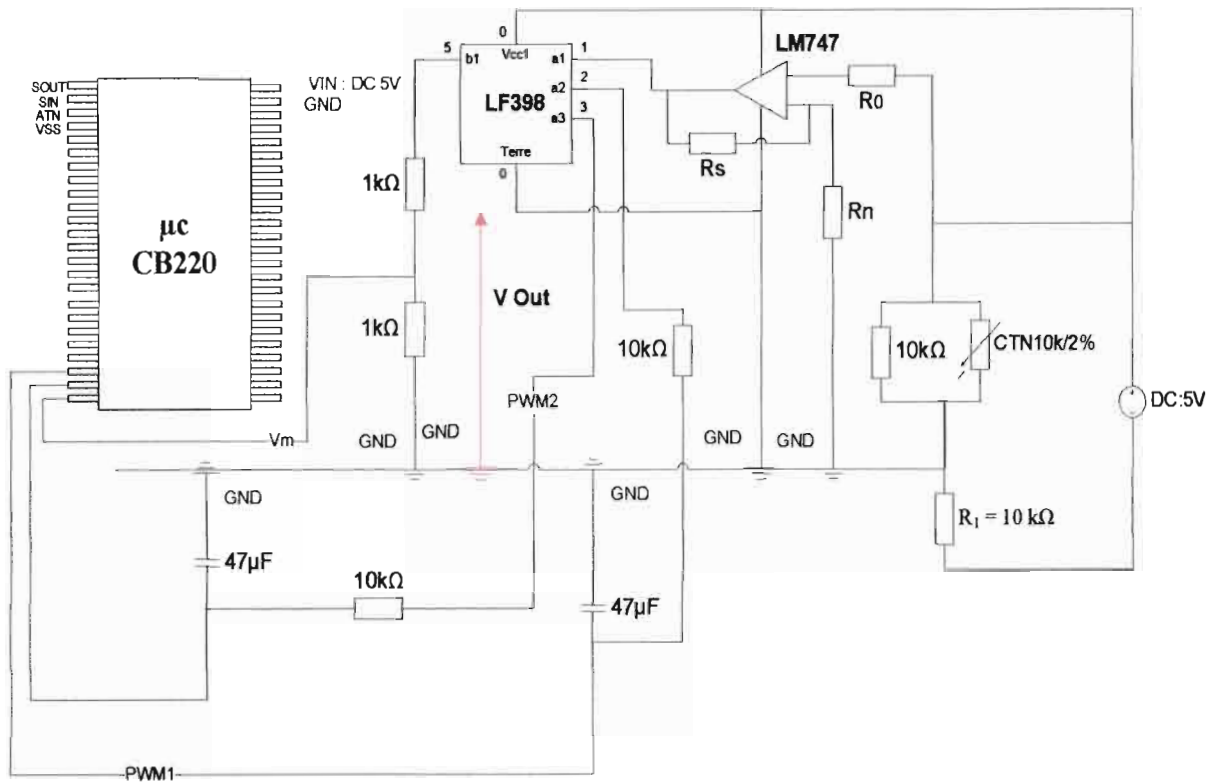 SOUT
SIN
ATN
VSS
VIN : DC 5V
GND
µc
CB220
0
5
b1
Vcc1
a1
1
a2
2
a3
3
LF398
Terre
0
LM747
R0
Rs
Rn
1kΩ
V Out
1kΩ
10kΩ
10kΩ
CTN10k/2%
DC:5V
PWM2
Vm
GND
GND
GND
GND
GND
GND
47µF
10kΩ
47µF
R1 = 10 kΩ
PWM1